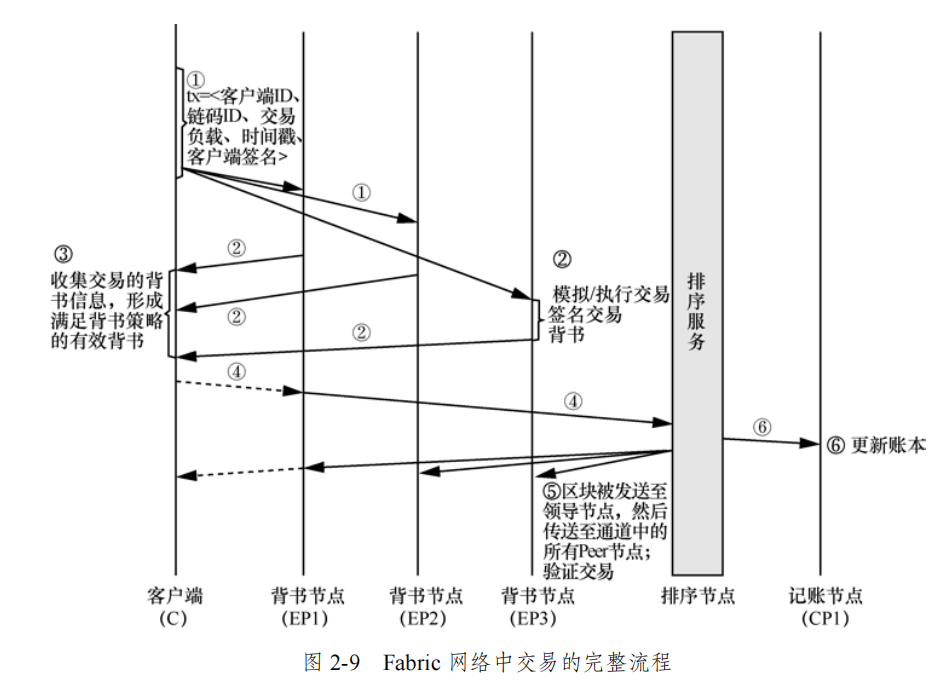 ①
tx=<客户端ID、
链码ID、交易
负载、时间戳、
客户端签名>
①
②
③
收集交易的背
书信息，形成
满足背书策略
的有效背书
②
②
②
模拟/执行交易
签名交易
背书
排序服务
④
④
⑥
⑥ 更新账本
⑤区块被发送至
领导节点，然后
传送至通道中的
所有Peer节点；
验证交易
客户端
(C)
背书节点
(EP1)
背书节点
(EP2)
背书节点
(EP3)
排序节点
记账节点
(CP1)
图 2-9 Fabric 网络中交易的完整流程